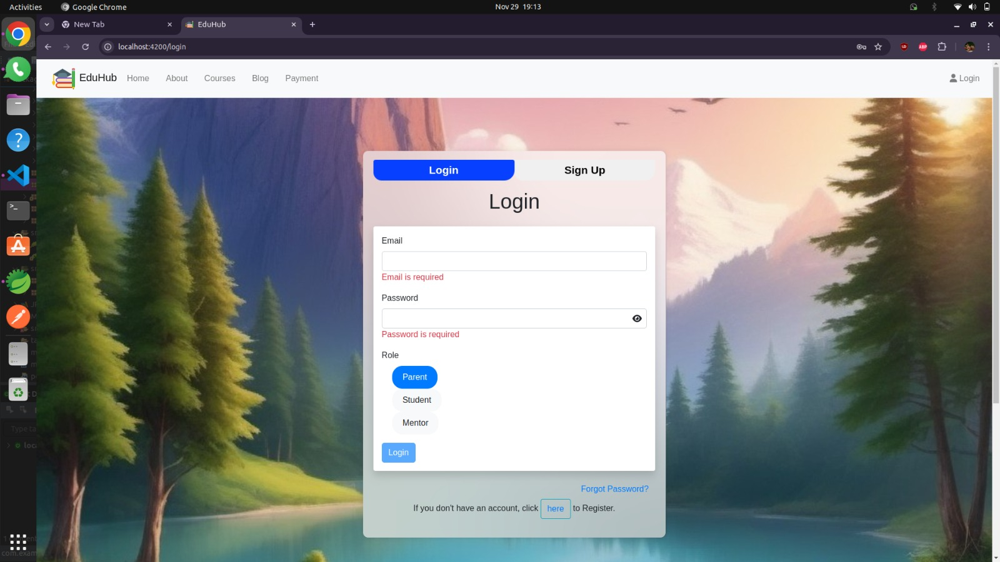 Activities Google Chrome Nov 29 19:13
New Tab EduHub
localhost:4200/login
EduHub Home About Courses Blog Payment Login
Login Sign Up
Login
Email
Email is required
Password
Password is required
Role
Parent
Student
Mentor
Login
Forgot Password?
If you don't have an account, click here to Register.